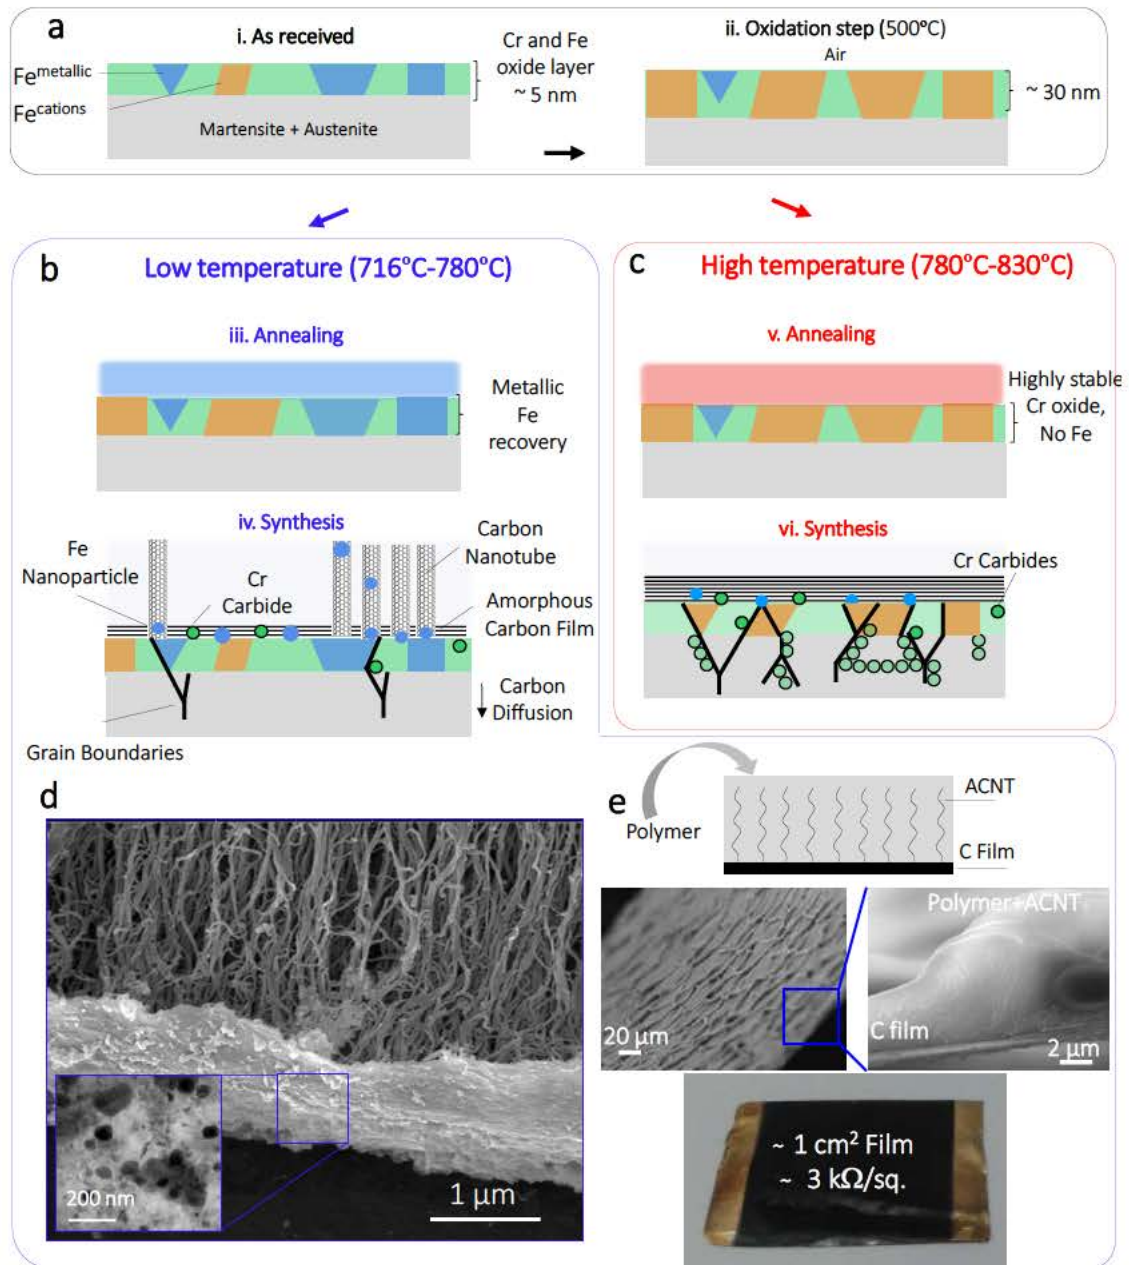 a
i. As received
Fe^metallic
Fe^cations
Cr and Fe
oxide layer
~ 5 nm
Martensite + Austenite
ii. Oxidation step (500°C)
Air
~ 30 nm
b
Low temperature (716°C-780°C)
iii. Annealing
Metallic
Fe
recovery
iv. Synthesis
Fe
Nanoparticle
Cr
Carbide
Carbon
Nanotube
Amorphous
Carbon Film
Carbon
Diffusion
Grain Boundaries
c
High temperature (780°C-830°C)
v. Annealing
Highly stable
Cr oxide,
No Fe
vi. Synthesis
Cr Carbides
d
200 nm
1 μm
e
Polymer
ACNT
C Film
20 μm
Polymer+ACNT
C film
2 μm
~ 1 cm² Film
~ 3 kΩ/sq.